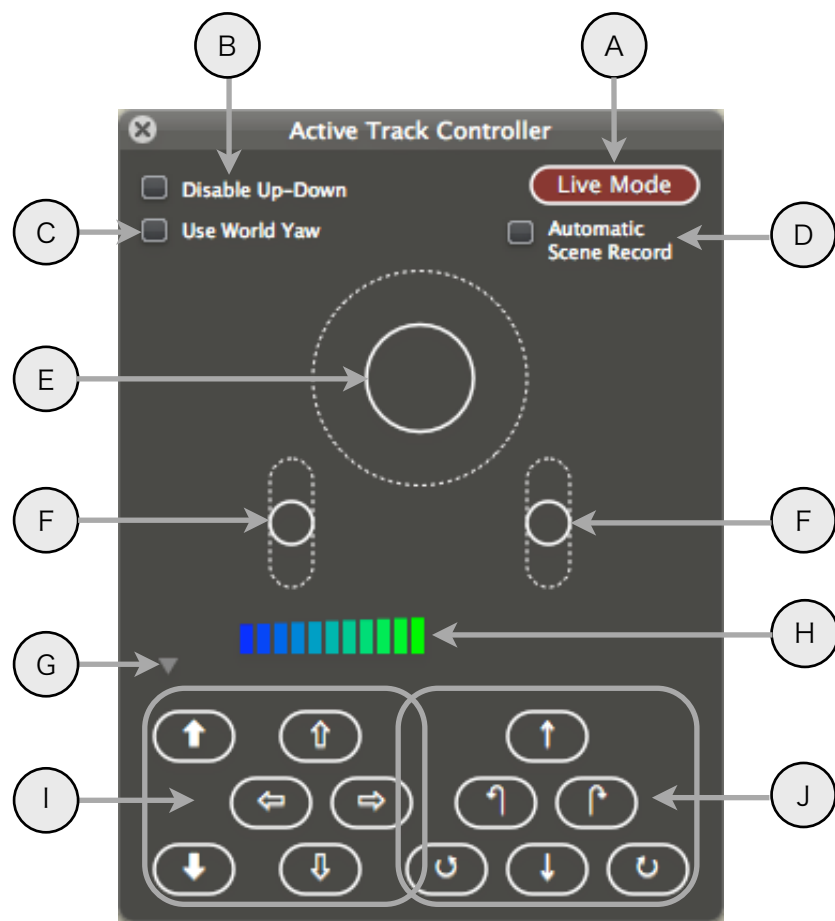 B
A
Active Track Controller
Disable Up-Down
Live Mode
C
Use World Yaw
Automatic
Scene Record
D
E
F
F
H
G
I
J